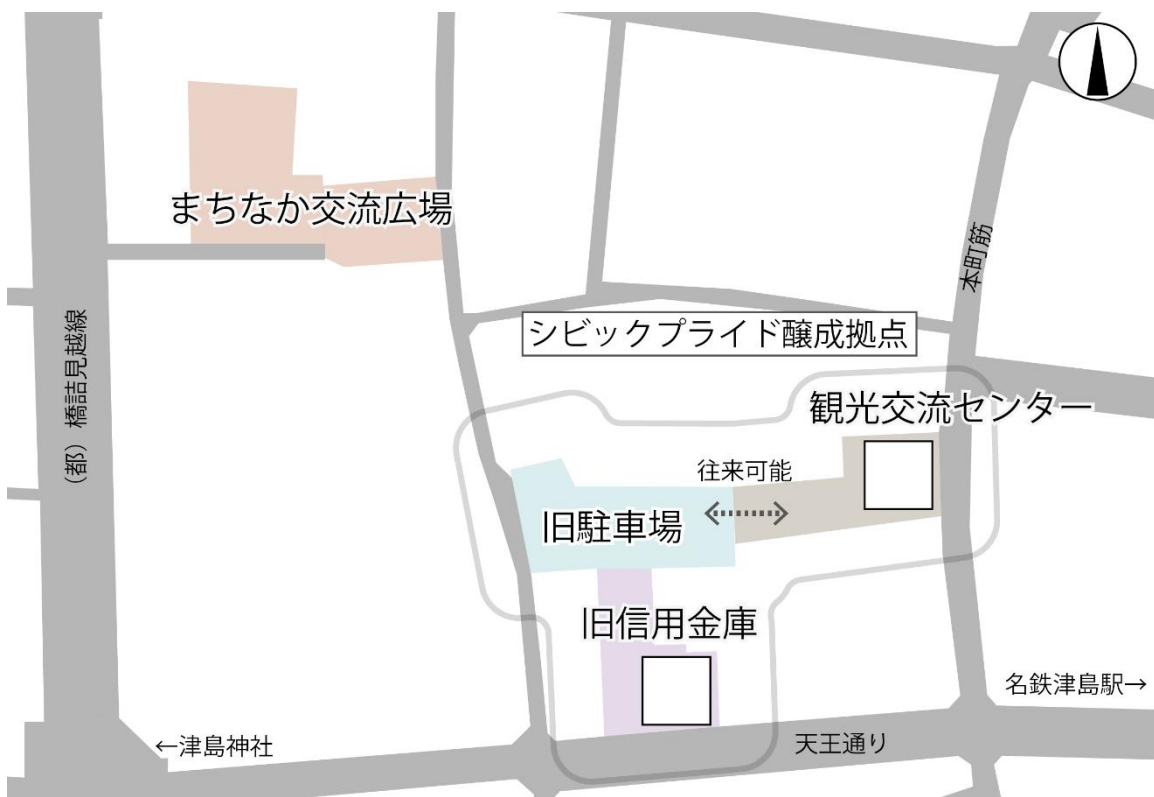 まちなか交流広場
本町筋
シビックプライド醸成拠点
（都） 橋詰見越線
観光交流センター
往来可能
旧駐車場
旧信用金庫
名鉄津島駅→
←津島神社
天王通り